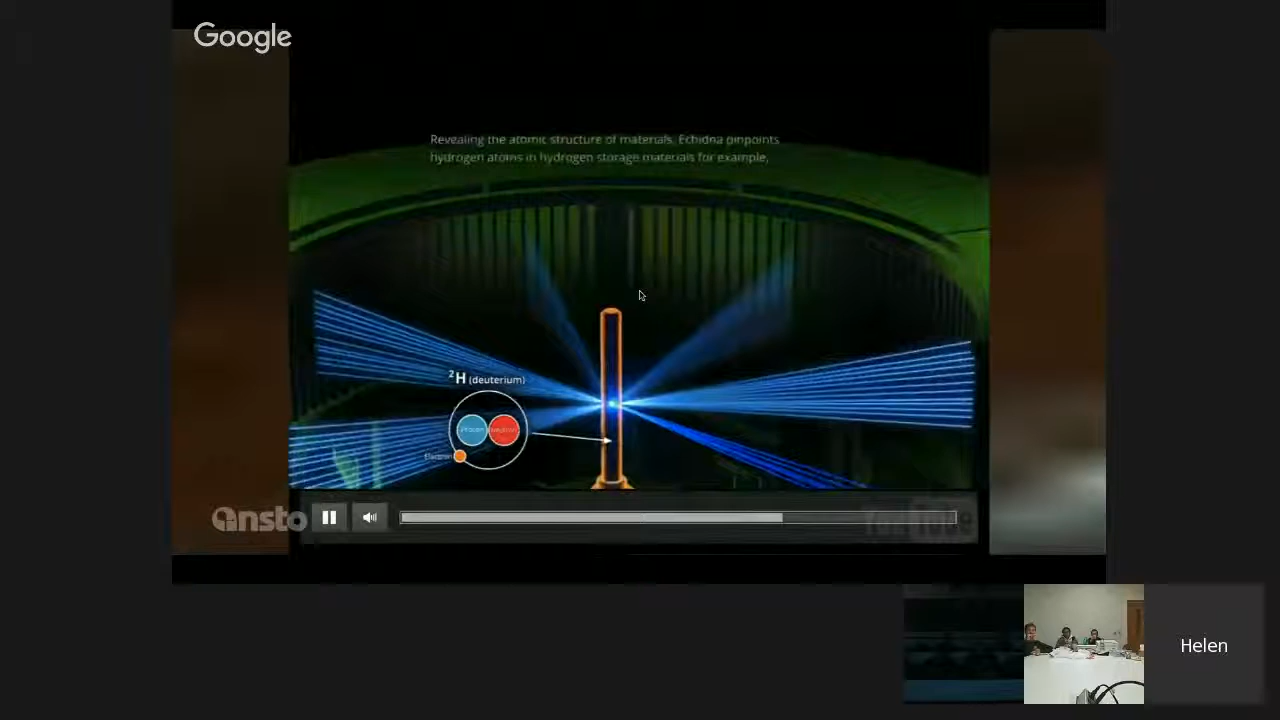 Google
Revealing the atomic structure of materials, Echidna pinpoints
hydrogen atoms in hydrogen storage materials for example,
²H (deuterium)
Proton Neutron
Electron
ansto
YouTube
Helen